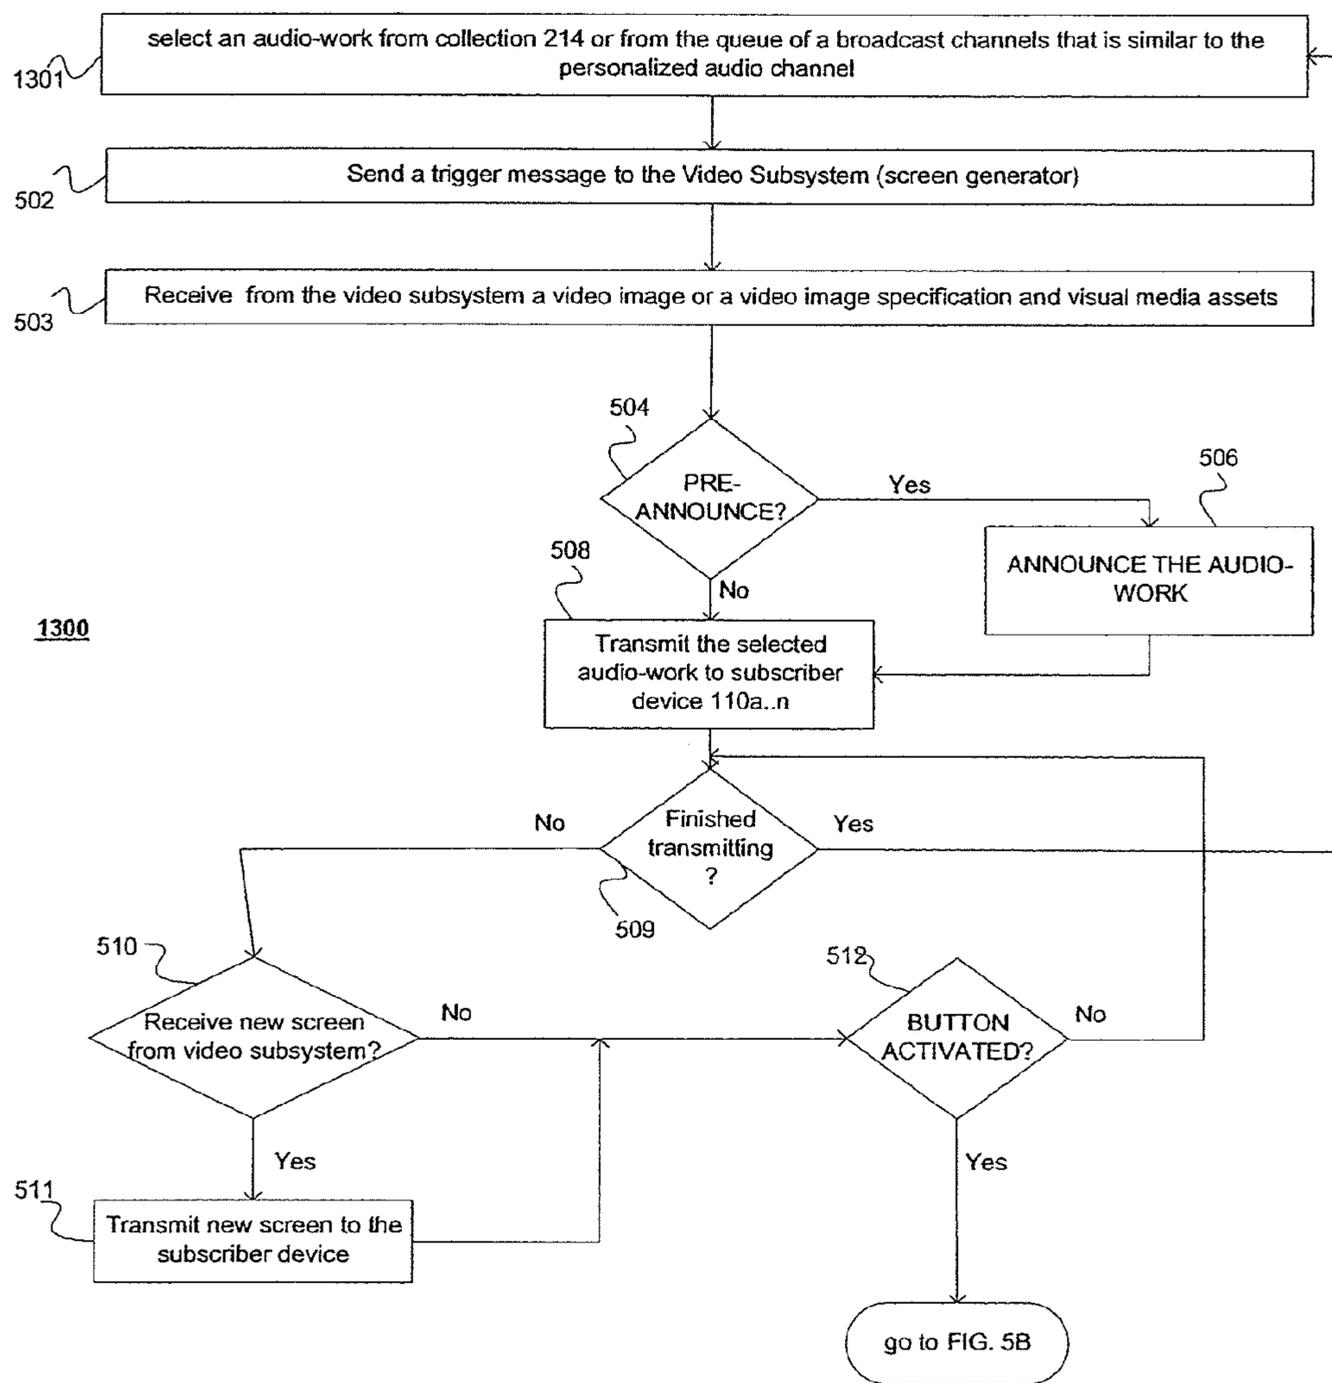 select an audio-work from collection 214 or from the queue of a broadcast channels that is similar to the
personalized audio channel
1301
Send a trigger message to the Video Subsystem (screen generator)
502
Receive from the video subsystem a video image or a video image specification and visual media assets
503
504
PRE-
ANNOUNCE?
Yes
506
ANNOUNCE THE AUDIO-
WORK
No
508
Transmit the selected
audio-work to subscriber
device 110a..n
1300
Finished
transmitting
?
No
Yes
509
510
Receive new screen
from video subsystem?
No
Yes
511
Transmit new screen to the
subscriber device
512
BUTTON
ACTIVATED?
No
Yes
go to FIG. 5B